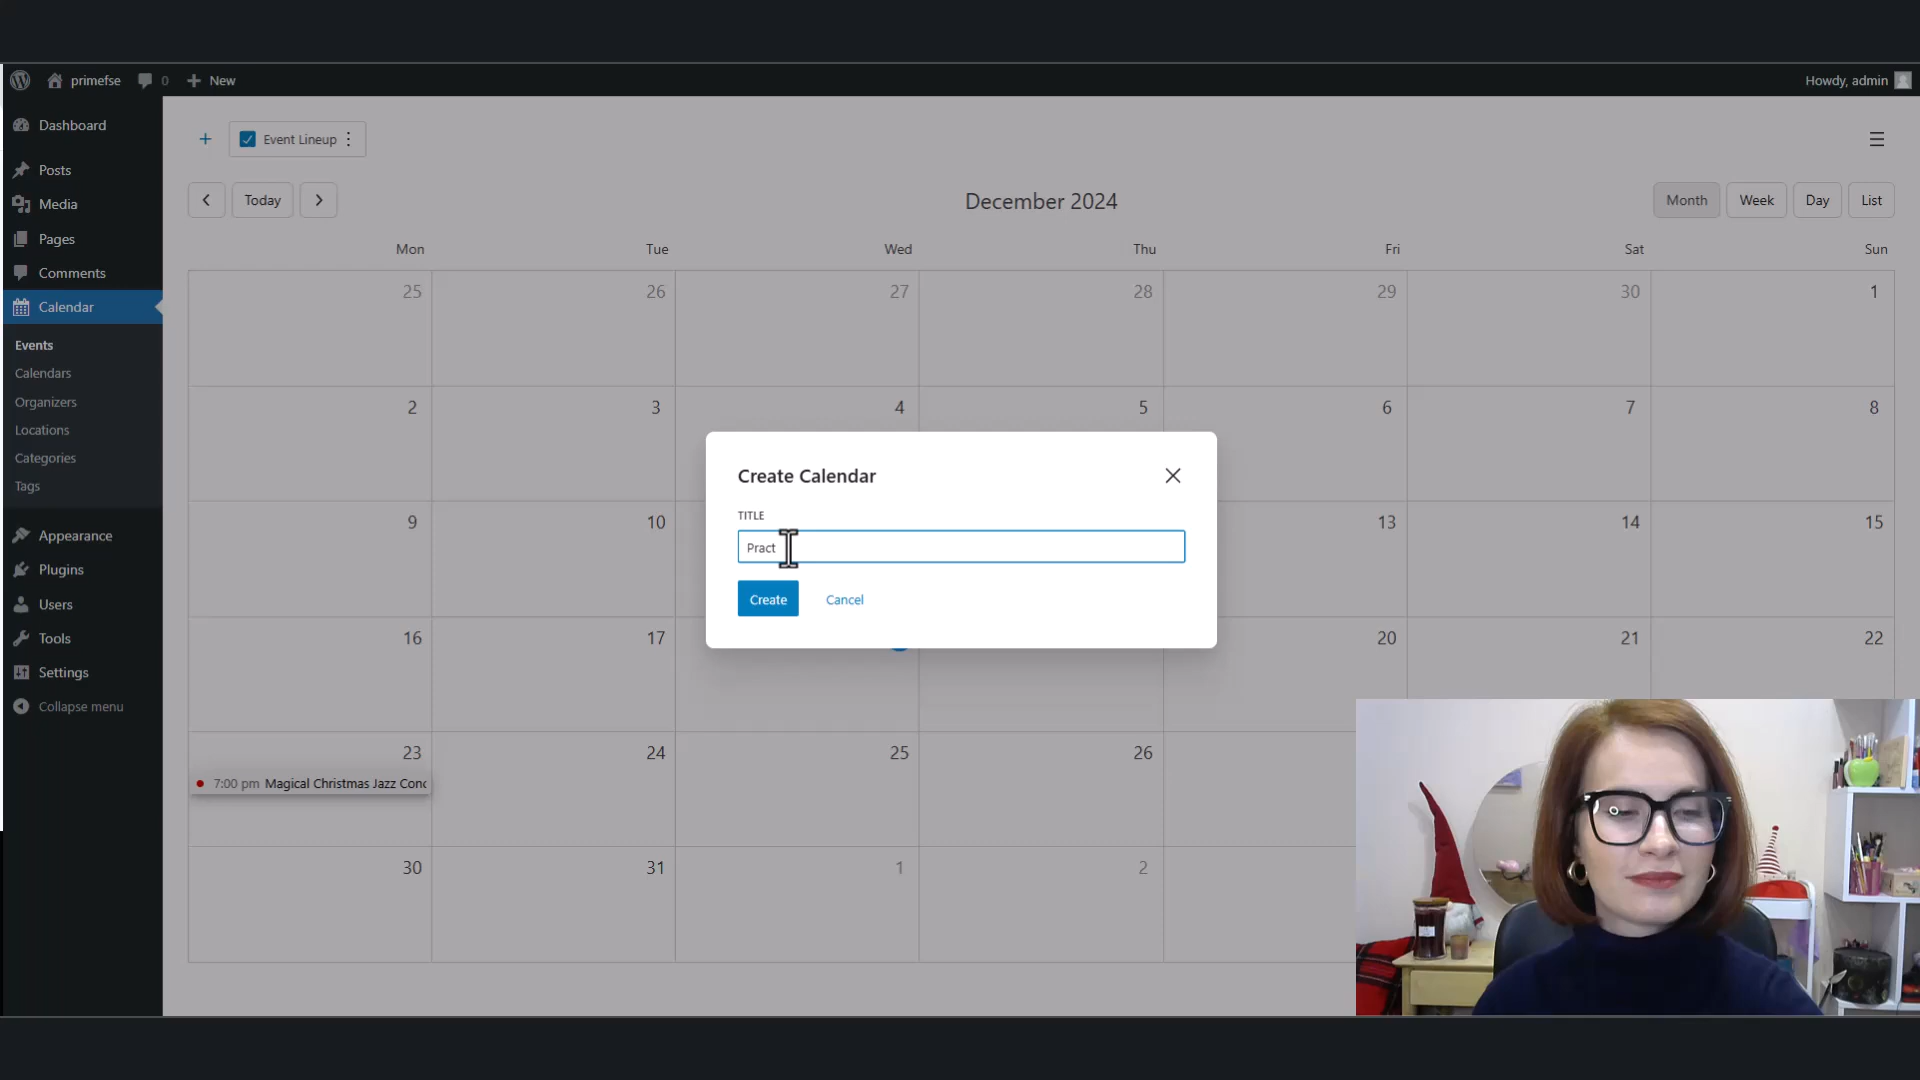 primefse 0 New Howdy, admin
Dashboard
Posts
Media
Pages
Comments
Calendar
Events
Calendars
Organizers
Locations
Categories
Tags
Appearance
Plugins
Users
Tools
Settings
Collapse menu
Event Lineup
Today December 2024 Month Week Day List
Mon Tue Wed Thu Fri Sat Sun
25 26 27 28 29 30 1
2 3 4 5 6 7 8
9 10 13 14 15
16 17 20 21 22
23 24 25 26
7:00 pm Magical Christmas Jazz Conc
30 31 1 2
Create Calendar
TITLE
Pract
Create Cancel